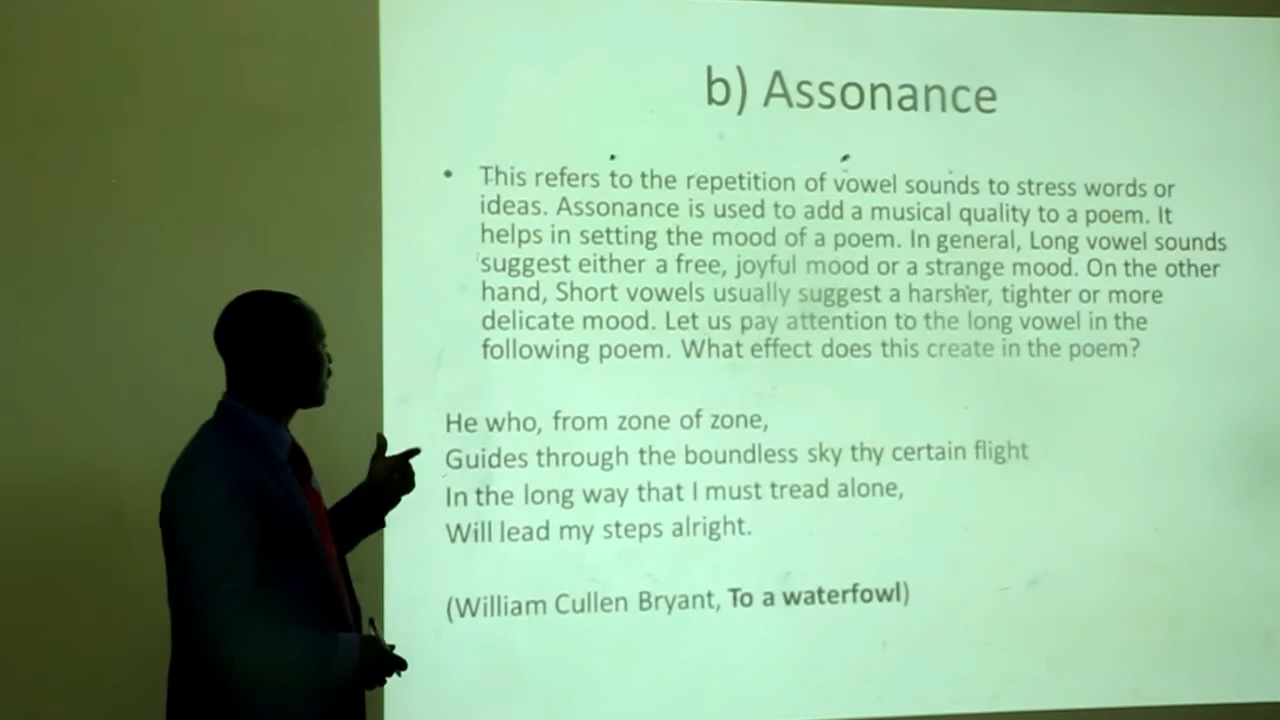 b) Assonance
• This refers to the repetition of vowel sounds to stress words or
ideas. Assonance is used to add a musical quality to a poem. It
helps in setting the mood of a poem. In general, Long vowel sounds
suggest either a free, joyful mood or a strange mood. On the other
hand, Short vowels usually suggest a harsher, tighter or more
delicate mood. Let us pay attention to the long vowel in the
following poem. What effect does this create in the poem?
He who, from zone of zone,
Guides through the boundless sky thy certain flight
In the long way that I must tread alone,
Will lead my steps alright.
(William Cullen Bryant, To a waterfowl)